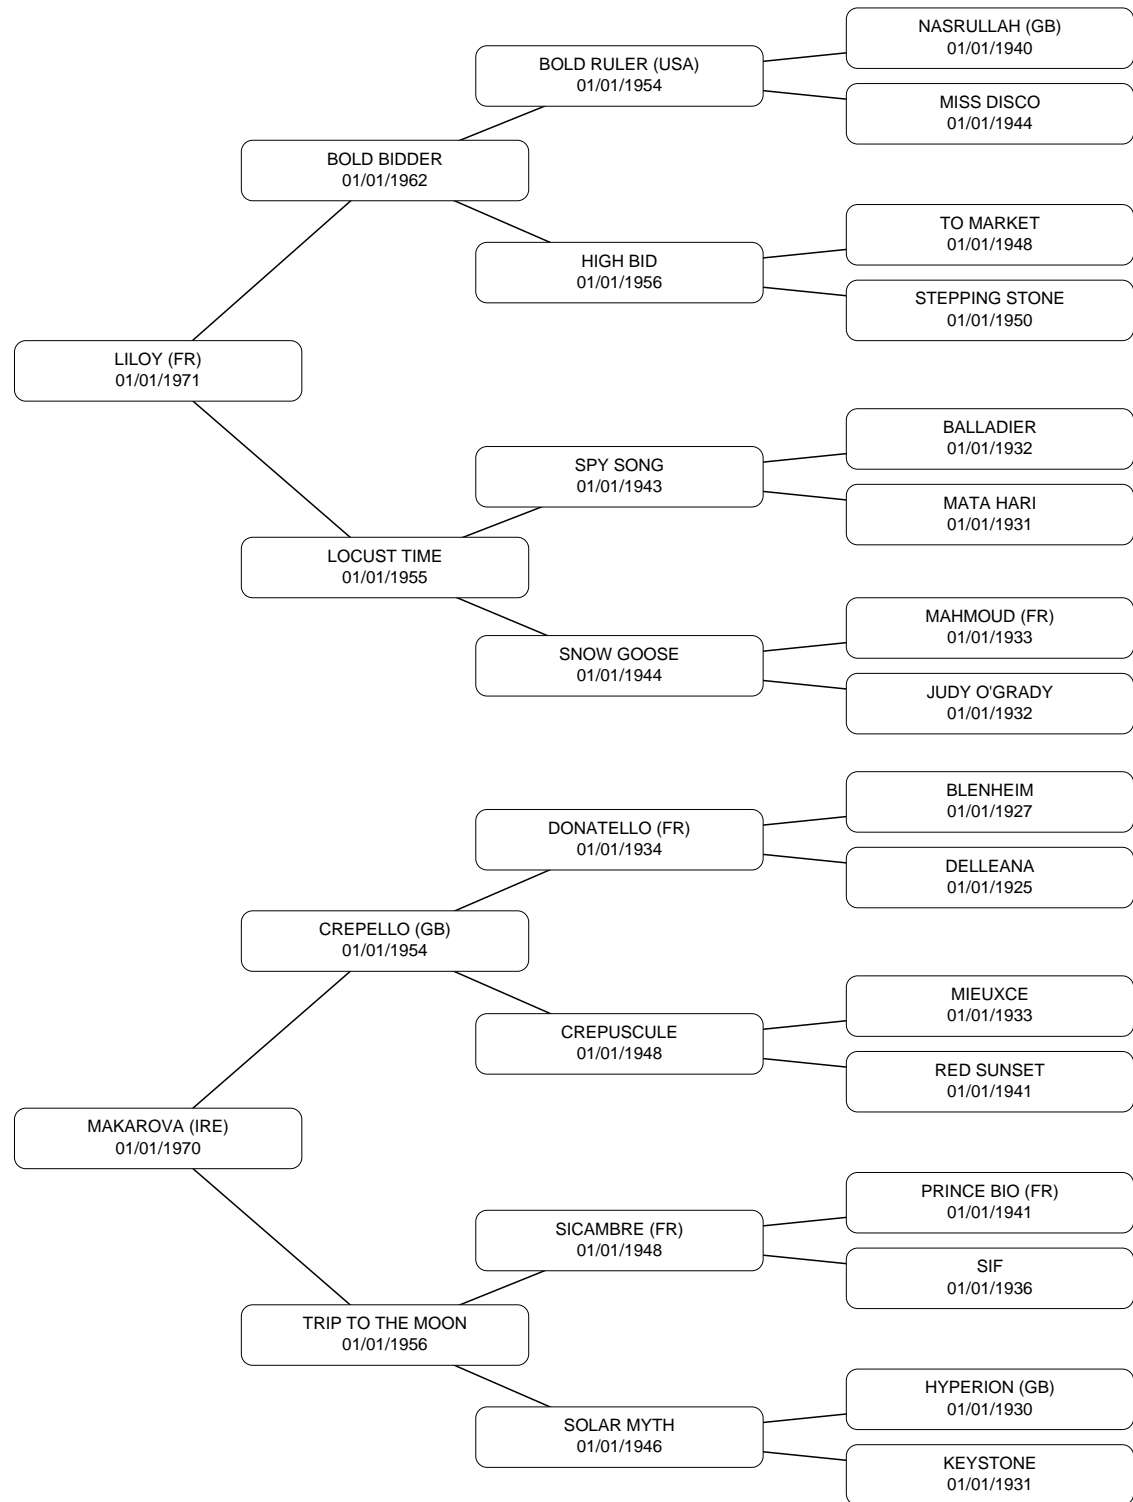 NASRULLAH (GB)
01/01/1940
BOLD RULER (USA)
01/01/1954
MISS DISCO
01/01/1944
BOLD BIDDER
01/01/1962
TO MARKET
01/01/1948
HIGH BID
01/01/1956
STEPPING STONE
01/01/1950
LILOY (FR)
01/01/1971
BALLADIER
01/01/1932
SPY SONG
01/01/1943
MATA HARI
01/01/1931
LOCUST TIME
01/01/1955
MAHMOUD (FR)
01/01/1933
SNOW GOOSE
01/01/1944
JUDY O'GRADY
01/01/1932
BLENHEIM
01/01/1927
DONATELLO (FR)
01/01/1934
DELLEANA
01/01/1925
CREPELLO (GB)
01/01/1954
MIEUXCE
01/01/1933
CREPUSCULE
01/01/1948
RED SUNSET
01/01/1941
MAKAROVA (IRE)
01/01/1970
PRINCE BIO (FR)
01/01/1941
SICAMBRE (FR)
01/01/1948
SIF
01/01/1936
TRIP TO THE MOON
01/01/1956
HYPERION (GB)
01/01/1930
SOLAR MYTH
01/01/1946
KEYSTONE
01/01/1931